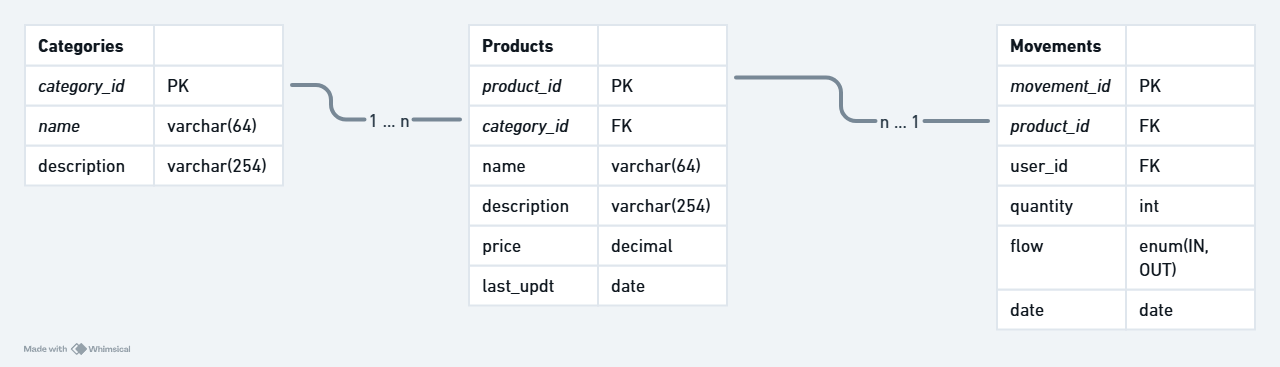 Categories
category_id PK
name varchar(64)
description varchar(254)
1 ... n
Products
product_id PK
category_id FK
name varchar(64)
description varchar(254)
price decimal
last_updt date
n ... 1
Movements
movement_id PK
product_id FK
user_id FK
quantity int
flow enum(IN,
OUT)
date date
Made with Whimsical